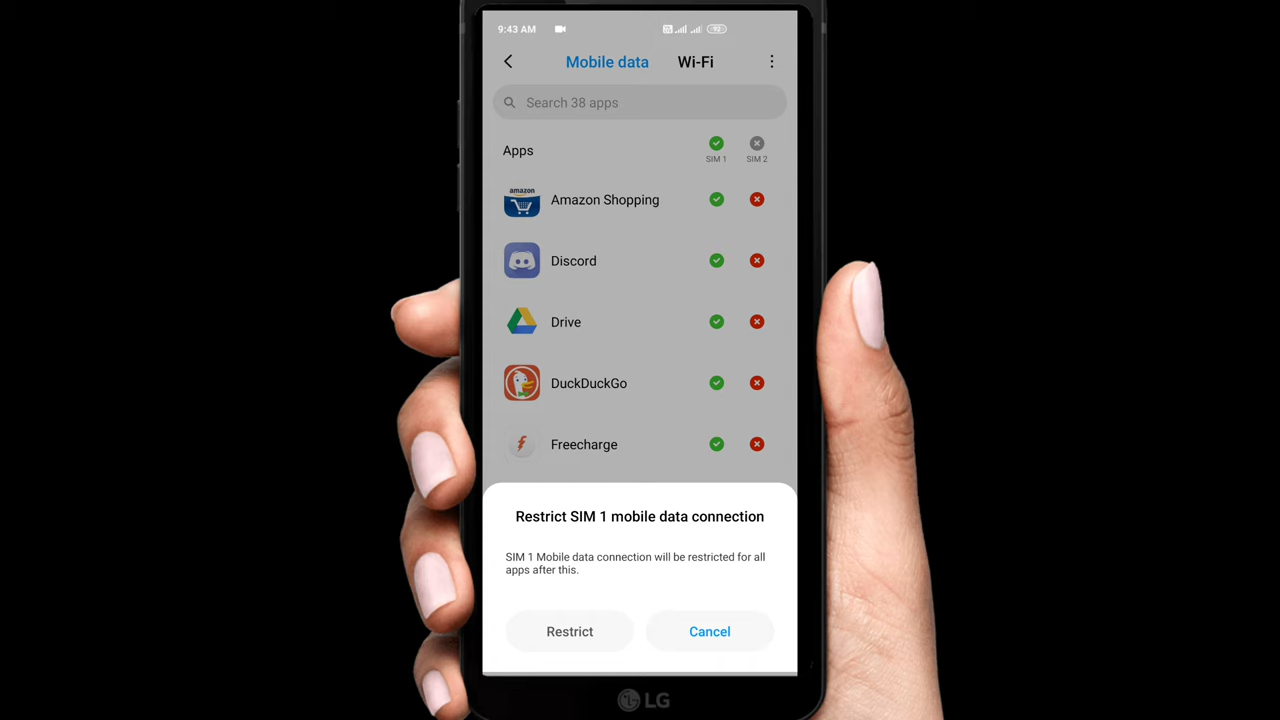 9:43 AM 92
Mobile data Wi-Fi
Search 38 apps
Apps SIM 1 SIM 2
amazon
Amazon Shopping
Discord
Drive
DuckDuckGo
Freecharge
Restrict SIM 1 mobile data connection
SIM 1 Mobile data connection will be restricted for all
apps after this.
Restrict Cancel
LG